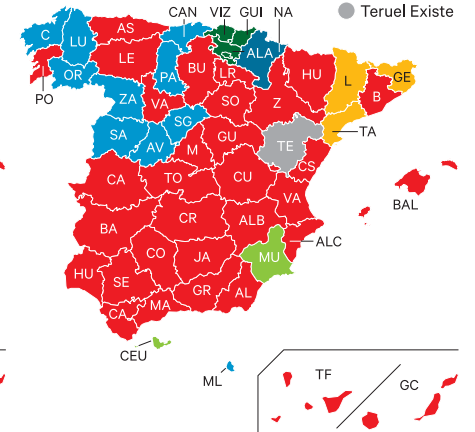 CAN VIZ GUI NA
Teruel Existe
C LU AS
ALA
LE PA BU LR HU L GE
OR
PO ZA VA SO Z B
SG
SA AV M GU TE TA
CS
CA TO CU
VA BAL
BA CR ALB
ALC
CO JA MU
HU SE
GR AL
CA MA
CEU
ML TF GC